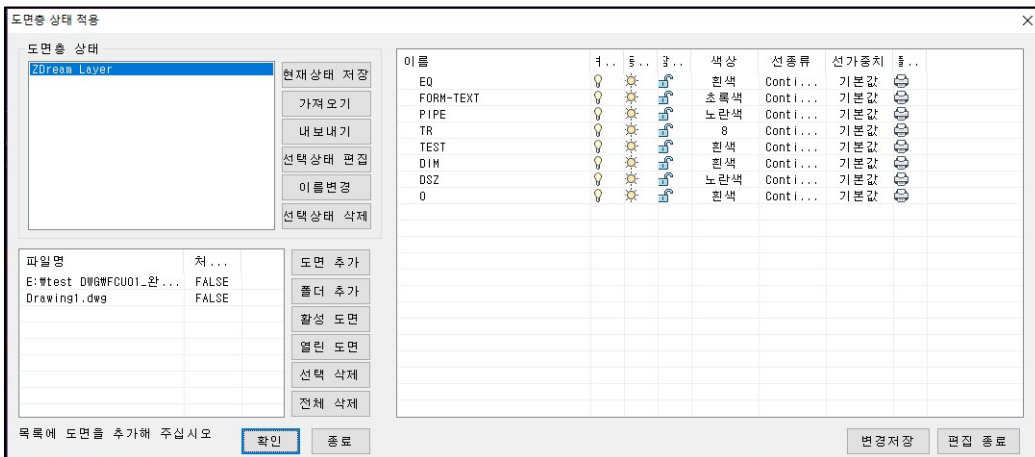 도면층 상태 적용
도면층 상태
ZDream Layer
현재상태 저장
가져오기
내보내기
선택상태 편집
이름변경
선택상태 삭제
파일명 처...
E:₩test DWG₩FCU01_완... FALSE
Drawing1.dwg FALSE
도면 추가
폴더 추가
활성 도면
열린 도면
선택 삭제
전체 삭제
목록에 도면을 추가해 주십시오
확인
종료
이름 색상 선종류 선가중치
EQ 흰색 Conti... 기본값
FORM-TEXT 초록색 Conti... 기본값
PIPE 노란색 Conti... 기본값
TR 8 Conti... 기본값
TEST 흰색 Conti... 기본값
DIM 흰색 Conti... 기본값
DSZ 노란색 Conti... 기본값
0 흰색 Conti... 기본값
변경저장
편집 종료